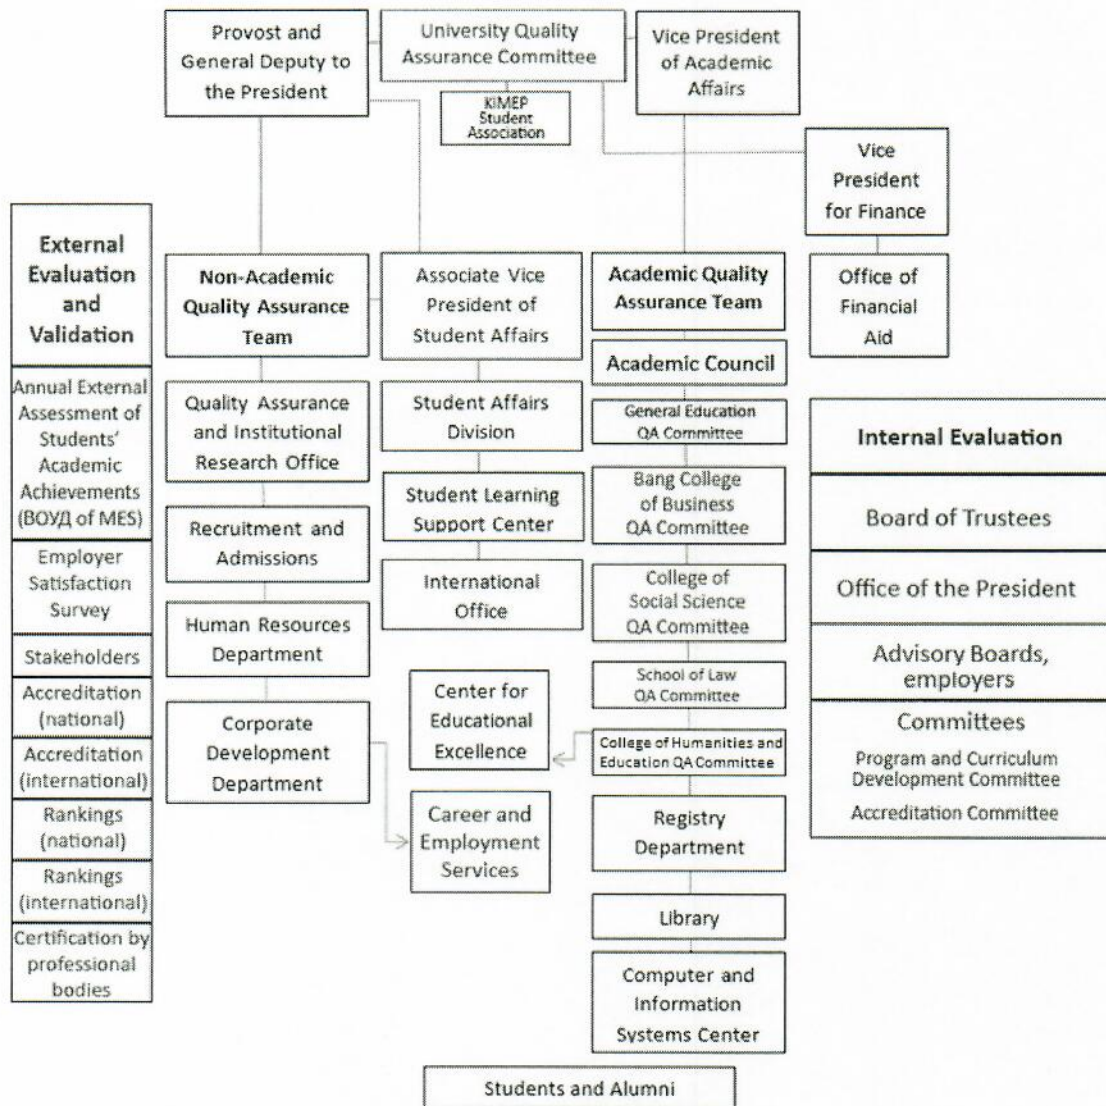 Provost and
General Deputy to
the President
University Quality
Assurance Committee
Vice President
of Academic
Affairs
KIMEP
Student
Association
Vice
President
for Finance
External
Evaluation
and
Validation
Non-Academic
Quality Assurance
Team
Associate Vice
President of
Student Affairs
Academic Quality
Assurance Team
Office of
Financial
Aid
Academic Council
Annual External
Assessment of
Students'
Academic
Achievements
(ВОУД of MES)
Quality Assurance
and Institutional
Research Office
Student Affairs
Division
General Education
QA Committee
Internal Evaluation
Bang College
of Business
QA Committee
Student Learning
Support Center
Recruitment and
Admissions
Board of Trustees
Employer
Satisfaction
Survey
International
Office
College of
Social Science
QA Committee
Office of the President
Human Resources
Department
Stakeholders
Advisory Boards,
employers
Accreditation
(national)
Center for
Educational
Excellence
School of Law
QA Committee
Corporate
Development
Department
Committees
Program and Curriculum
Development Committee
Accreditation Committee
Accreditation
(international)
College of Humanities and
Education QA Committee
Rankings
(national)
Career and
Employment
Services
Registry
Department
Rankings
(international)
Library
Certification by
professional
bodies
Computer and
Information
Systems Center
Students and Alumni